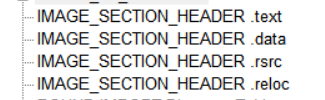 IMAGE_SECTION_HEADER .text
IMAGE_SECTION_HEADER .data
IMAGE_SECTION_HEADER .rsrc
IMAGE_SECTION_HEADER .reloc